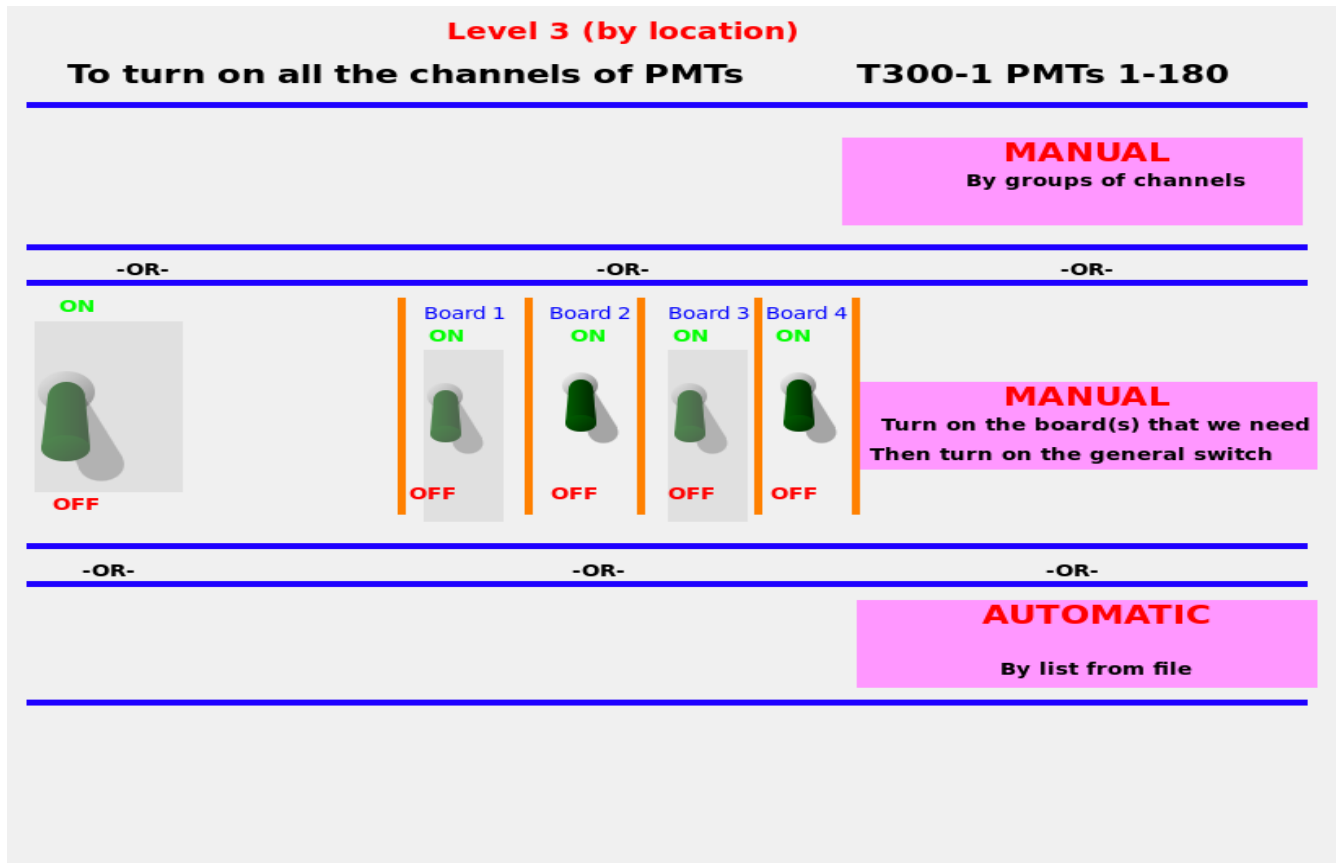 Level 3 (by location)
To turn on all the channels of PMTs T300-1 PMTs 1-180
MANUAL
By groups of channels
-OR- -OR- -OR-
ON
Board 1 Board 2 Board 3 Board 4
ON ON ON ON
MANUAL
Turn on the board(s) that we need
Then turn on the general switch
OFF OFF OFF OFF
OFF
-OR- -OR- -OR-
AUTOMATIC
By list from file